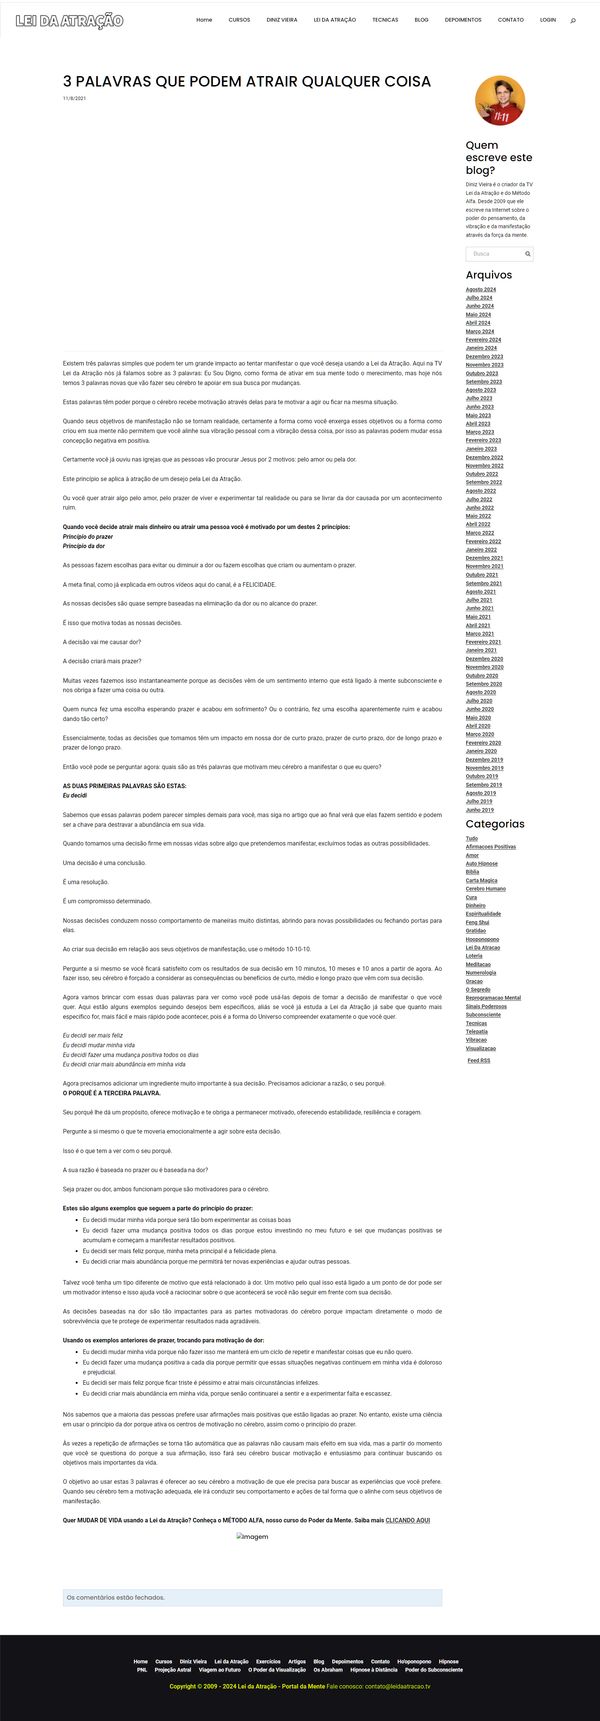 LEI DA ATRAÇÃO
Home CURSOS DINIZ VIEIRA LEI DA ATRAÇÃO TECNICAS BLOG DEPOIMENTOS CONTATO LOGIN
3 PALAVRAS QUE PODEM ATRAIR QUALQUER COISA
11/8/2021
Existem três palavras simples que podem ter um grande impacto ao tentar manifestar o que você deseja usando a Lei da Atração. Aqui na TV
Lei da Atração nós já falamos sobre as 3 palavras: Eu Sou Digno, como forma de ativar em sua mente todo o merecimento, mas hoje nós
temos 3 palavras novas que vão fazer seu cérebro te apoiar em sua busca por mudanças.
Estas palavras têm poder porque o cérebro recebe motivação através delas para te motivar a agir ou ficar na mesma situação.
Quando seus objetivos de manifestação não se tornam realidade, certamente a forma como você enxerga esses objetivos ou a forma como
criou em sua mente não permitem que você alinhe sua vibração pessoal com a vibração dessa coisa, por isso as palavras podem mudar essa
concepção negativa em positiva.
Certamente você já ouviu nas igrejas que as pessoas vão procurar Jesus por 2 motivos: pelo amor ou pela dor.
Este princípio se aplica à atração de um desejo pela Lei da Atração.
Ou você quer atrair algo pelo amor, pelo prazer de viver e experimentar tal realidade ou para se livrar da dor causada por um acontecimento
ruim.
Quando você decide atrair mais dinheiro ou atrair uma pessoa você é motivado por um destes 2 princípios:
Princípio do prazer
Princípio da dor
As pessoas fazem escolhas para evitar ou diminuir a dor ou fazem escolhas que criam ou aumentam o prazer.
A meta final, como já explicada em outros vídeos aqui do canal, é a FELICIDADE.
As nossas decisões são quase sempre baseadas na eliminação da dor ou no alcance do prazer.
É isso que motiva todas as nossas decisões.
A decisão vai me causar dor?
A decisão criará mais prazer?
Muitas vezes fazemos isso instantaneamente porque as decisões vêm de um sentimento interno que está ligado à mente subconsciente e
nos obriga a fazer uma coisa ou outra.
Quem nunca fez uma escolha esperando prazer e acabou em sofrimento? Ou o contrário, fez uma escolha aparentemente ruim e acabou
dando tão certo?
Essencialmente, todas as decisões que tomamos têm um impacto em nossa dor de curto prazo, prazer de curto prazo, dor de longo prazo e
prazer de longo prazo.
Então você pode se perguntar agora: quais são as três palavras que motivam meu cérebro a manifestar o que eu quero?
AS DUAS PRIMEIRAS PALAVRAS SÃO ESTAS:
Eu decidi
Sabemos que essas palavras podem parecer simples demais para você, mas siga no artigo que ao final verá que elas fazem sentido e podem
ser a chave para destravar a abundância em sua vida.
Quando tomamos uma decisão firme em nossas vidas sobre algo que pretendemos manifestar, excluímos todas as outras possibilidades.
Uma decisão é uma conclusão.
É uma resolução.
É um compromisso determinado.
Nossas decisões conduzem nosso comportamento de maneiras muito distintas, abrindo para novas possibilidades ou fechando portas para
elas.
Ao criar sua decisão em relação aos seus objetivos de manifestação, use o método 10-10-10.
Pergunte a si mesmo se você ficará satisfeito com os resultados de sua decisão em 10 minutos, 10 meses e 10 anos a partir de agora. Ao
fazer isso, seu cérebro é forçado a considerar as consequências ou benefícios de curto, médio e longo prazo que vêm com sua decisão.
Agora vamos brincar com essas duas palavras para ver como você pode usá-las depois de tomar a decisão de manifestar o que você
quer. Aqui estão alguns exemplos seguindo desejos bem específicos, aliás se você já estuda a Lei da Atração já sabe que quanto mais
específico for, mais fácil e mais rápido pode acontecer, pois é a forma do Universo compreender exatamente o que você quer.
Eu decidi ser mais feliz
Eu decidi mudar minha vida
Eu decidi fazer uma mudança positiva todos os dias
Eu decidi criar mais abundância em minha vida
Agora precisamos adicionar um ingrediente muito importante à sua decisão. Precisamos adicionar a razão, o seu porquê.
O PORQUÊ É A TERCEIRA PALAVRA.
Seu porquê lhe dá um propósito, oferece motivação e te obriga a permanecer motivado, oferecendo estabilidade, resiliência e coragem.
Pergunte a si mesmo o que te moveria emocionalmente a agir sobre esta decisão.
Isso é o que tem a ver com o seu porquê.
A sua razão é baseada no prazer ou é baseada na dor?
Seja prazer ou dor, ambos funcionam porque são motivadores para o cérebro.
Estes são alguns exemplos que seguem a parte do princípio do prazer:
Eu decidi mudar minha vida porque será tão bom experimentar as coisas boas
Eu decidi fazer uma mudança positiva todos os dias porque estou investindo no meu futuro e sei que mudanças positivas se
acumulam e começam a manifestar resultados positivos.
Eu decidi ser mais feliz porque, minha meta principal é a felicidade plena.
Eu decidi criar mais abundância porque me permitirá ter novas experiências e ajudar outras pessoas.
Talvez você tenha um tipo diferente de motivo que está relacionado à dor. Um motivo pelo qual isso está ligado a um ponto de dor pode ser
um motivador intenso e isso ajuda você a raciocinar sobre o que acontecerá se você não seguir em frente com sua decisão.
As decisões baseadas na dor são tão impactantes para as partes motivadoras do cérebro porque impactam diretamente o modo de
sobrevivência que te protege de experimentar resultados nada agradáveis.
Usando os exemplos anteriores de prazer, trocando para motivação de dor:
Eu decidi mudar minha vida porque não fazer isso me manterá em um ciclo de repetir e manifestar coisas que eu não quero.
Eu decidi fazer uma mudança positiva a cada dia porque permitir que essas situações negativas continuem em minha vida é doloroso
e prejudicial.
Eu decidi ser mais feliz porque ficar triste é péssimo e atrai mais circunstâncias infelizes.
Eu decidi criar mais abundância em minha vida, porque senão continuarei a sentir e a experimentar falta e escassez.
Nós sabemos que a maioria das pessoas prefere usar afirmações mais positivas que estão ligadas ao prazer. No entanto, existe uma ciência
em usar o princípio da dor porque ativa os centros de motivação no cérebro, assim como o princípio do prazer.
Às vezes a repetição de afirmações se torna tão automática que as palavras não causam mais efeito em sua vida, mas a partir do momento
que você se questiona do porque a sua afirmação, isso fará seu cérebro buscar motivação e entusiasmo para continuar buscando os
objetivos mais importantes da vida.
O objetivo ao usar estas 3 palavras é oferecer ao seu cérebro a motivação de que ele precisa para buscar as experiências que você prefere.
Quando seu cérebro tem a motivação adequada, ele irá conduzir seu comportamento e ações de tal forma que o alinhe com seus objetivos de
manifestação.
Quer MUDAR DE VIDA usando a Lei da Atração? Conheça o MÉTODO ALFA, nosso curso do Poder da Mente. Saiba mais CLICANDO AQUI
Imagem
Os comentários estão fechados.
11:11
Quem
escreve este
blog?
Diniz Vieira é o criador da TV
Lei da Atração e do Método
Alfa. Desde 2009 que ele
escreve na Internet sobre o
poder do pensamento, da
vibração e da manifestação
através da força da mente.
Busca
Arquivos
Agosto 2024
Julho 2024
Junho 2024
Maio 2024
Abril 2024
Março 2024
Fevereiro 2024
Janeiro 2024
Dezembro 2023
Novembro 2023
Outubro 2023
Setembro 2023
Agosto 2023
Julho 2023
Junho 2023
Maio 2023
Abril 2023
Março 2023
Fevereiro 2023
Janeiro 2023
Dezembro 2022
Novembro 2022
Outubro 2022
Setembro 2022
Agosto 2022
Julho 2022
Junho 2022
Maio 2022
Abril 2022
Março 2022
Fevereiro 2022
Janeiro 2022
Dezembro 2021
Novembro 2021
Outubro 2021
Setembro 2021
Agosto 2021
Julho 2021
Junho 2021
Maio 2021
Abril 2021
Março 2021
Fevereiro 2021
Janeiro 2021
Dezembro 2020
Novembro 2020
Outubro 2020
Setembro 2020
Agosto 2020
Julho 2020
Junho 2020
Maio 2020
Abril 2020
Março 2020
Fevereiro 2020
Janeiro 2020
Dezembro 2019
Novembro 2019
Outubro 2019
Setembro 2019
Agosto 2019
Julho 2019
Junho 2019
Categorias
Tudo
Afirmacoes Positivas
Amor
Auto Hipnose
Biblia
Carta Magica
Cerebro Humano
Cura
Dinheiro
Espiritualidade
Feng Shui
Gratidao
Hooponopono
Lei Da Atracao
Loteria
Meditacao
Numerologia
Oracao
O Segredo
Reprogramacao Mental
Sinais Poderosos
Subconsciente
Tecnicas
Telepatia
Vibracao
Visualizacao
Feed RSS
Home Cursos Diniz Vieira Lei da Atração Exercícios Artigos Blog Depoimentos Contato Ho'oponopono Hipnose
PNL Projeção Astral Viagem ao Futuro O Poder da Visualização Os Abraham Hipnose à Distância Poder do Subconsciente
Copyright © 2009 - 2024 Lei da Atração - Portal da Mente Fale conosco: contato@leidaatracao.tv